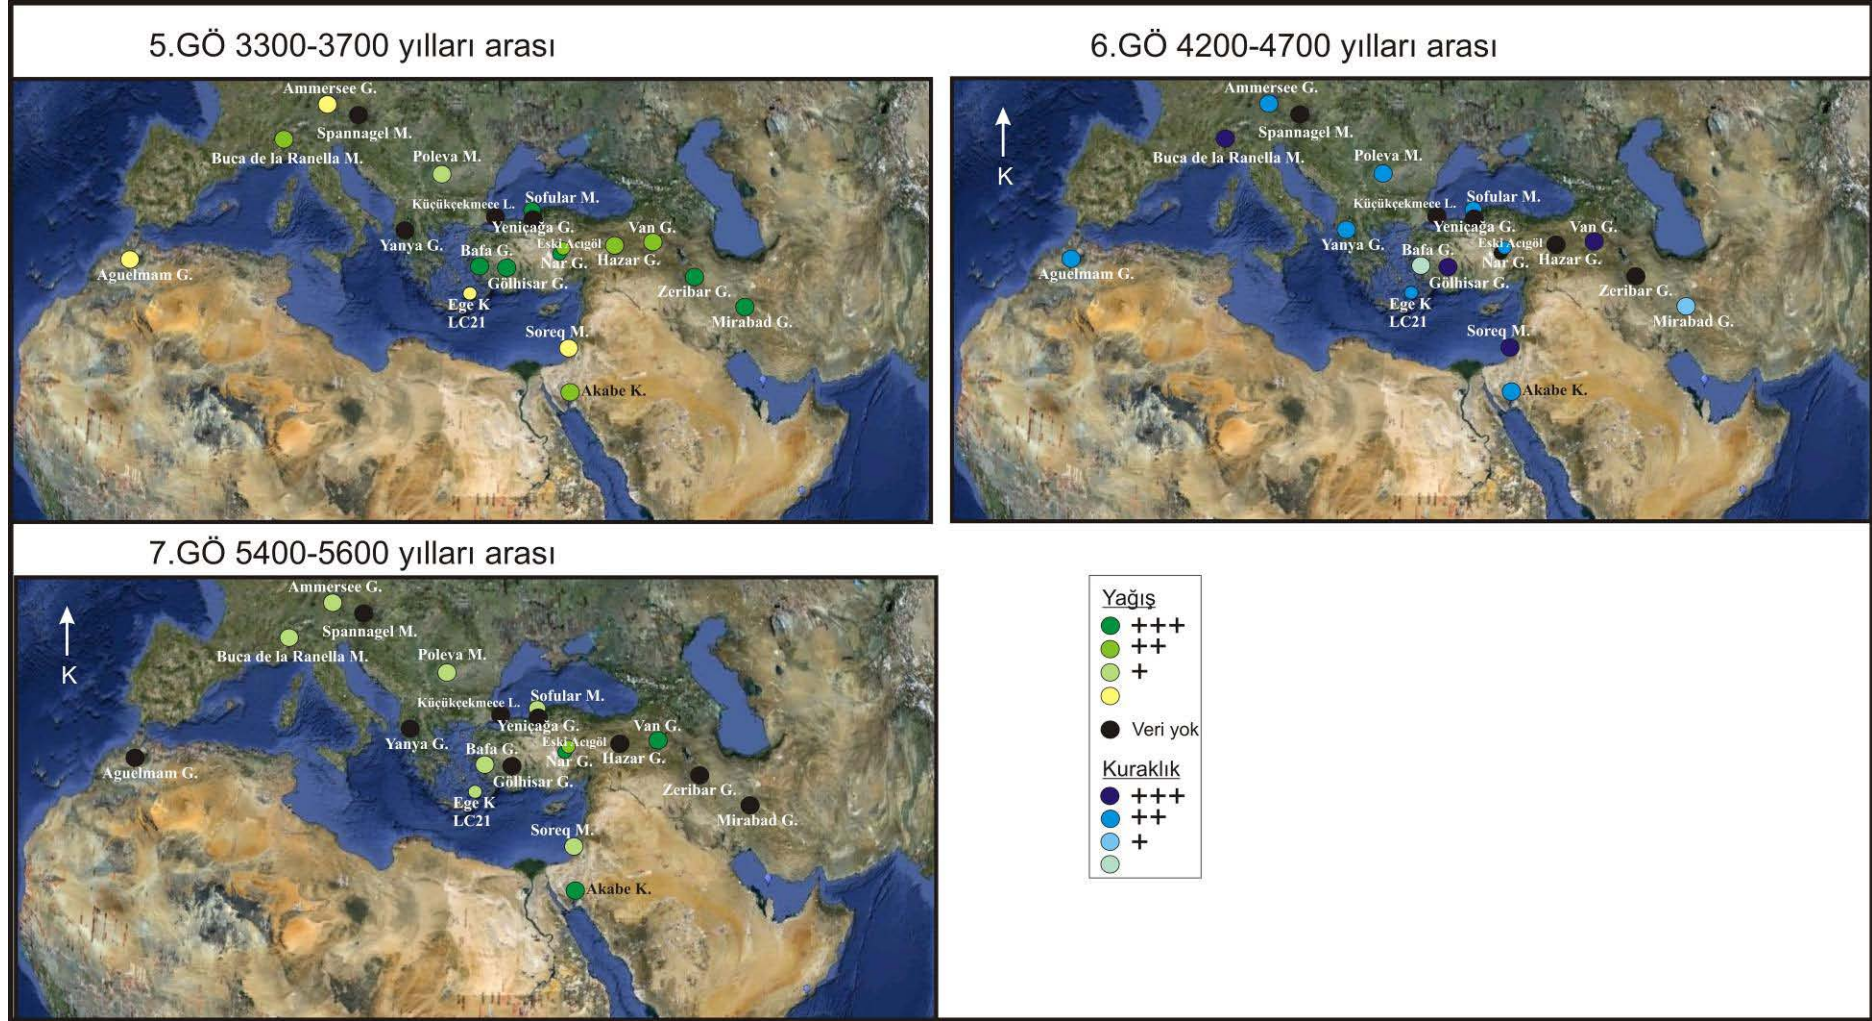 5.GÖ 3300-3700 yılları arası
Ammersee G.
Spannagel M.
Buca de la Ranella M.
Poleva M.
Küçükçekmece L.
Sofular M.
Yeniçağa G.
Yanya G.
Bafa G.
Eski Acıgöl
Nar G.
Van G.
Hazar G.
Aguelmam G.
Gölhisar G.
Zeribar G.
Ege K
LC21
Mirabad G.
Soreq M.
Akabe K.
6.GÖ 4200-4700 yılları arası
K
Ammersee G.
Spannagel M.
Buca de la Ranella M.
Poleva M.
Küçükçekmece L.
Sofular M.
Yeniçağa G.
Yanya G.
Bafa G.
Eski Acıgöl
Nar G.
Van G.
Hazar G.
Aguelmam G.
Gölhisar G.
Zeribar G.
Ege K
LC21
Mirabad G.
Soreq M.
Akabe K.
7.GÖ 5400-5600 yılları arası
K
Ammersee G.
Spannagel M.
Buca de la Ranella M.
Poleva M.
Küçükçekmece L.
Sofular M.
Yeniçağa G.
Yanya G.
Bafa G.
Eski Acıgöl
Nar G.
Van G.
Hazar G.
Aguelmam G.
Gölhisar G.
Zeribar G.
Ege K
LC21
Mirabad G.
Soreq M.
Akabe K.
Yağış
+++
++
+
Veri yok
Kuraklık
+++
++
+